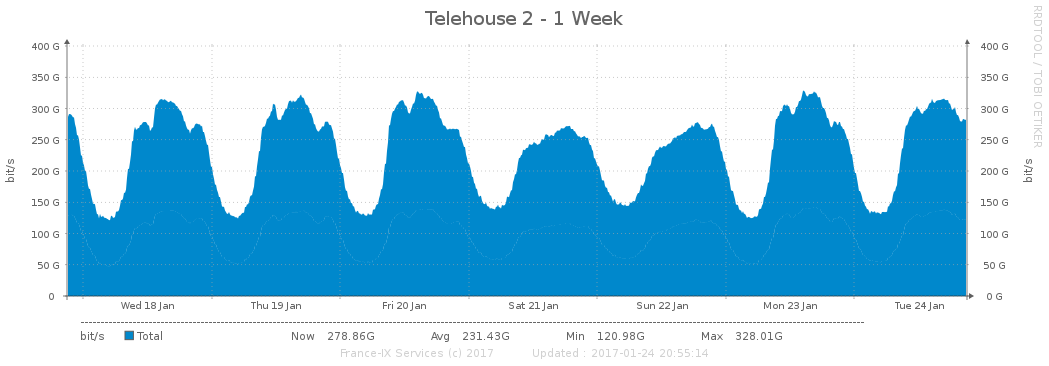 Telehouse 2 - 1 Week
RRDTOOL / TOBI OETIKER
bit/s
400 G
350 G
300 G
250 G
200 G
150 G
100 G
50 G
0
400 G
350 G
300 G
250 G
200 G
150 G
100 G
50 G
0 G
bit/s
Wed 18 Jan Thu 19 Jan Fri 20 Jan Sat 21 Jan Sun 22 Jan Mon 23 Jan Tue 24 Jan
bit/s Total Now 278.86G Avg 231.43G Min 120.98G Max 328.01G
France-IX Services (c) 2017 Updated : 2017-01-24 20:55:14